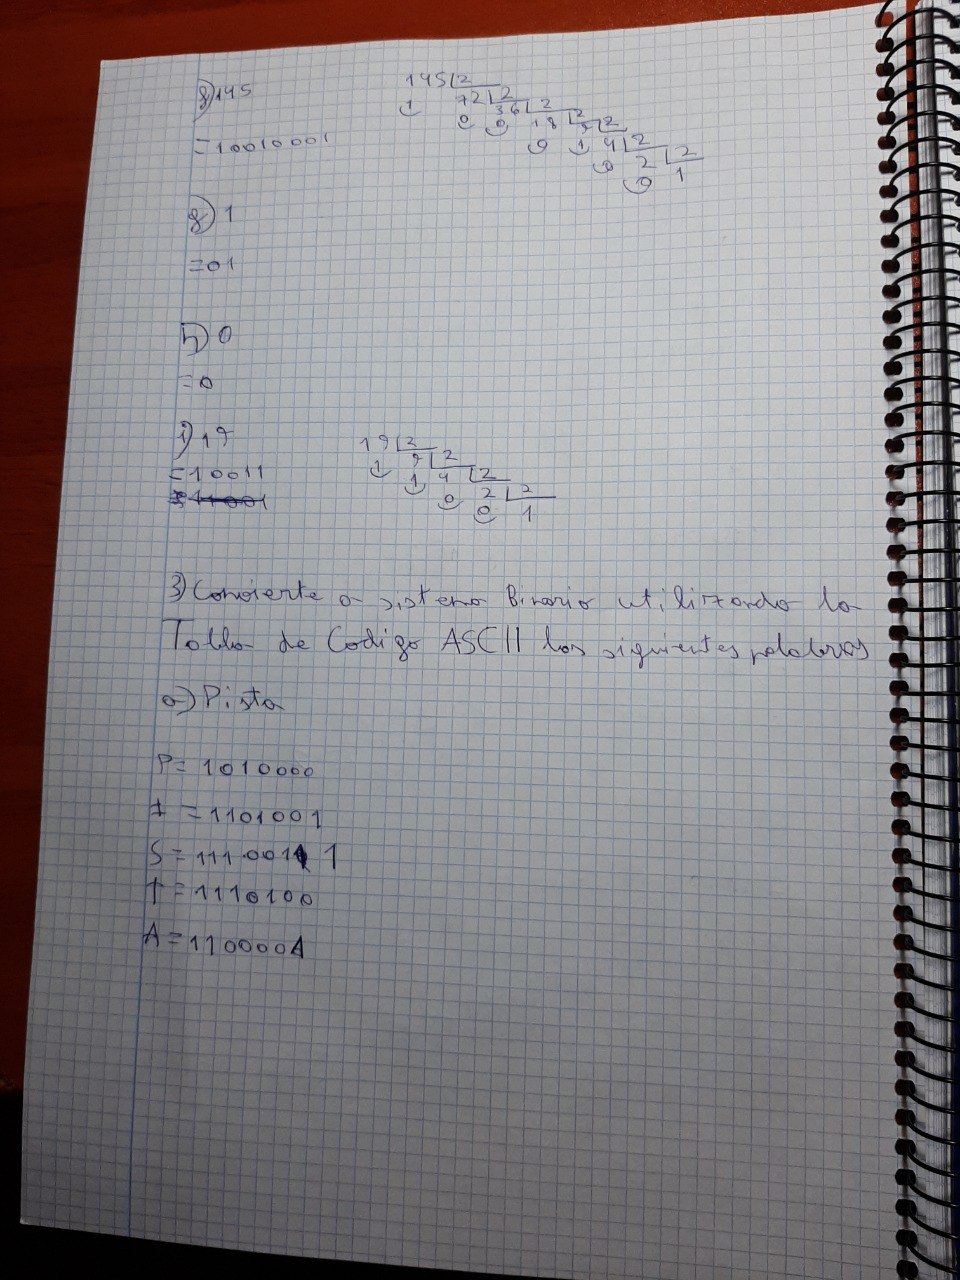 f) 145
145 2
1 72 2
0 36 2
0 18 2
0 9 2
1 4 2
0 2 2
0 1
= 10010001
g) 1
= 01
h) 0
= 0
i) 19
19 2
1 9 2
1 4 2
0 2 2
0 1
= 10011
3) Convierte a sistema Binario utilizando la
Tabla de Codigo ASCII las siguientes palabras
a) Pista
P = 1010000
I = 1101001
S = 1110011
T = 1110100
A = 1100001